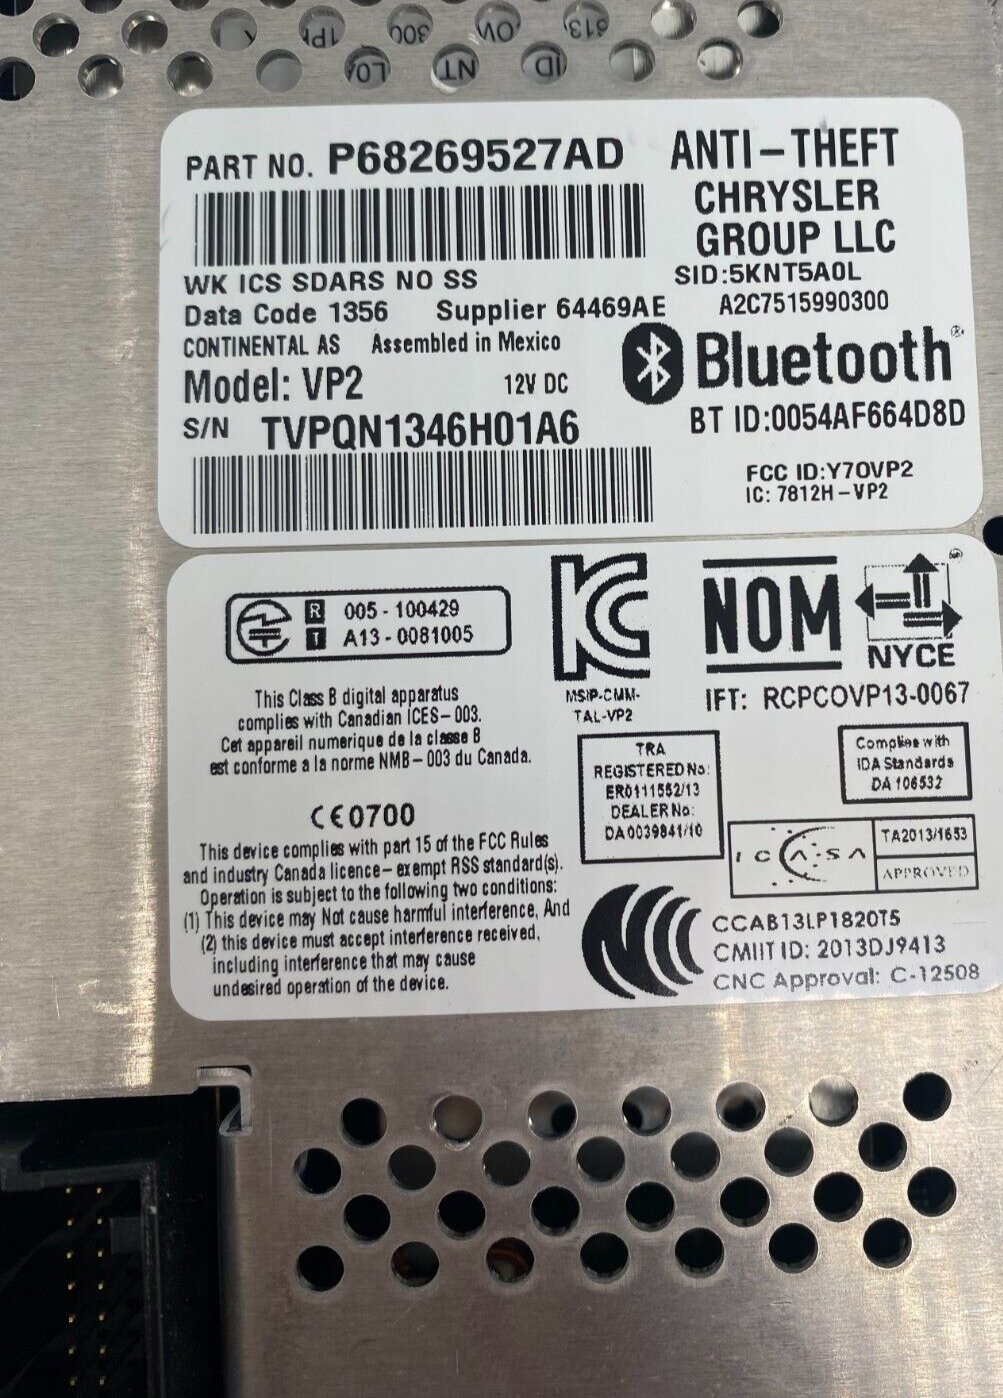 PART NO. P68269527AD
ANTI-THEFT
CHRYSLER
GROUP LLC
WK ICS SDARS NO SS
SID:5KNT5A0L
Data Code 1356 Supplier 64469AE
A2C7515990300
CONTINENTAL AS Assembled in Mexico
Bluetooth®
Model: VP2 12V DC
S/N TVPQN1346H01A6
BT ID:0054AF664D8D
FCC ID:Y7OVP2
IC: 7812H-VP2
R 005-100429
T A13-0081005
This Class B digital apparatus
complies with Canadian ICES-003.
Cet appareil numerique de la classe B
est conforme a la norme NMB-003 du Canada.
CE0700
This device complies with part 15 of the FCC Rules
and industry Canada licence-exempt RSS standard(s).
Operation is subject to the following two conditions:
(1) This device may Not cause harmful interference, And
(2) this device must accept interference received,
including interference that may cause
undesired operation of the device.
KC
MSIP-CMM-
TAL-VP2
NOM
NYCE
IFT: RCPCOVP13-0067
TRA
REGISTERED No:
ER0111552/13
DEALER No:
DA0039841/10
Complies with
IDA Standards
DA 106532
ICASA
TA2013/1653
APPROVED
CCAB13LP1820T5
CMIIT ID: 2013DJ9413
CNC Approval: C-12508